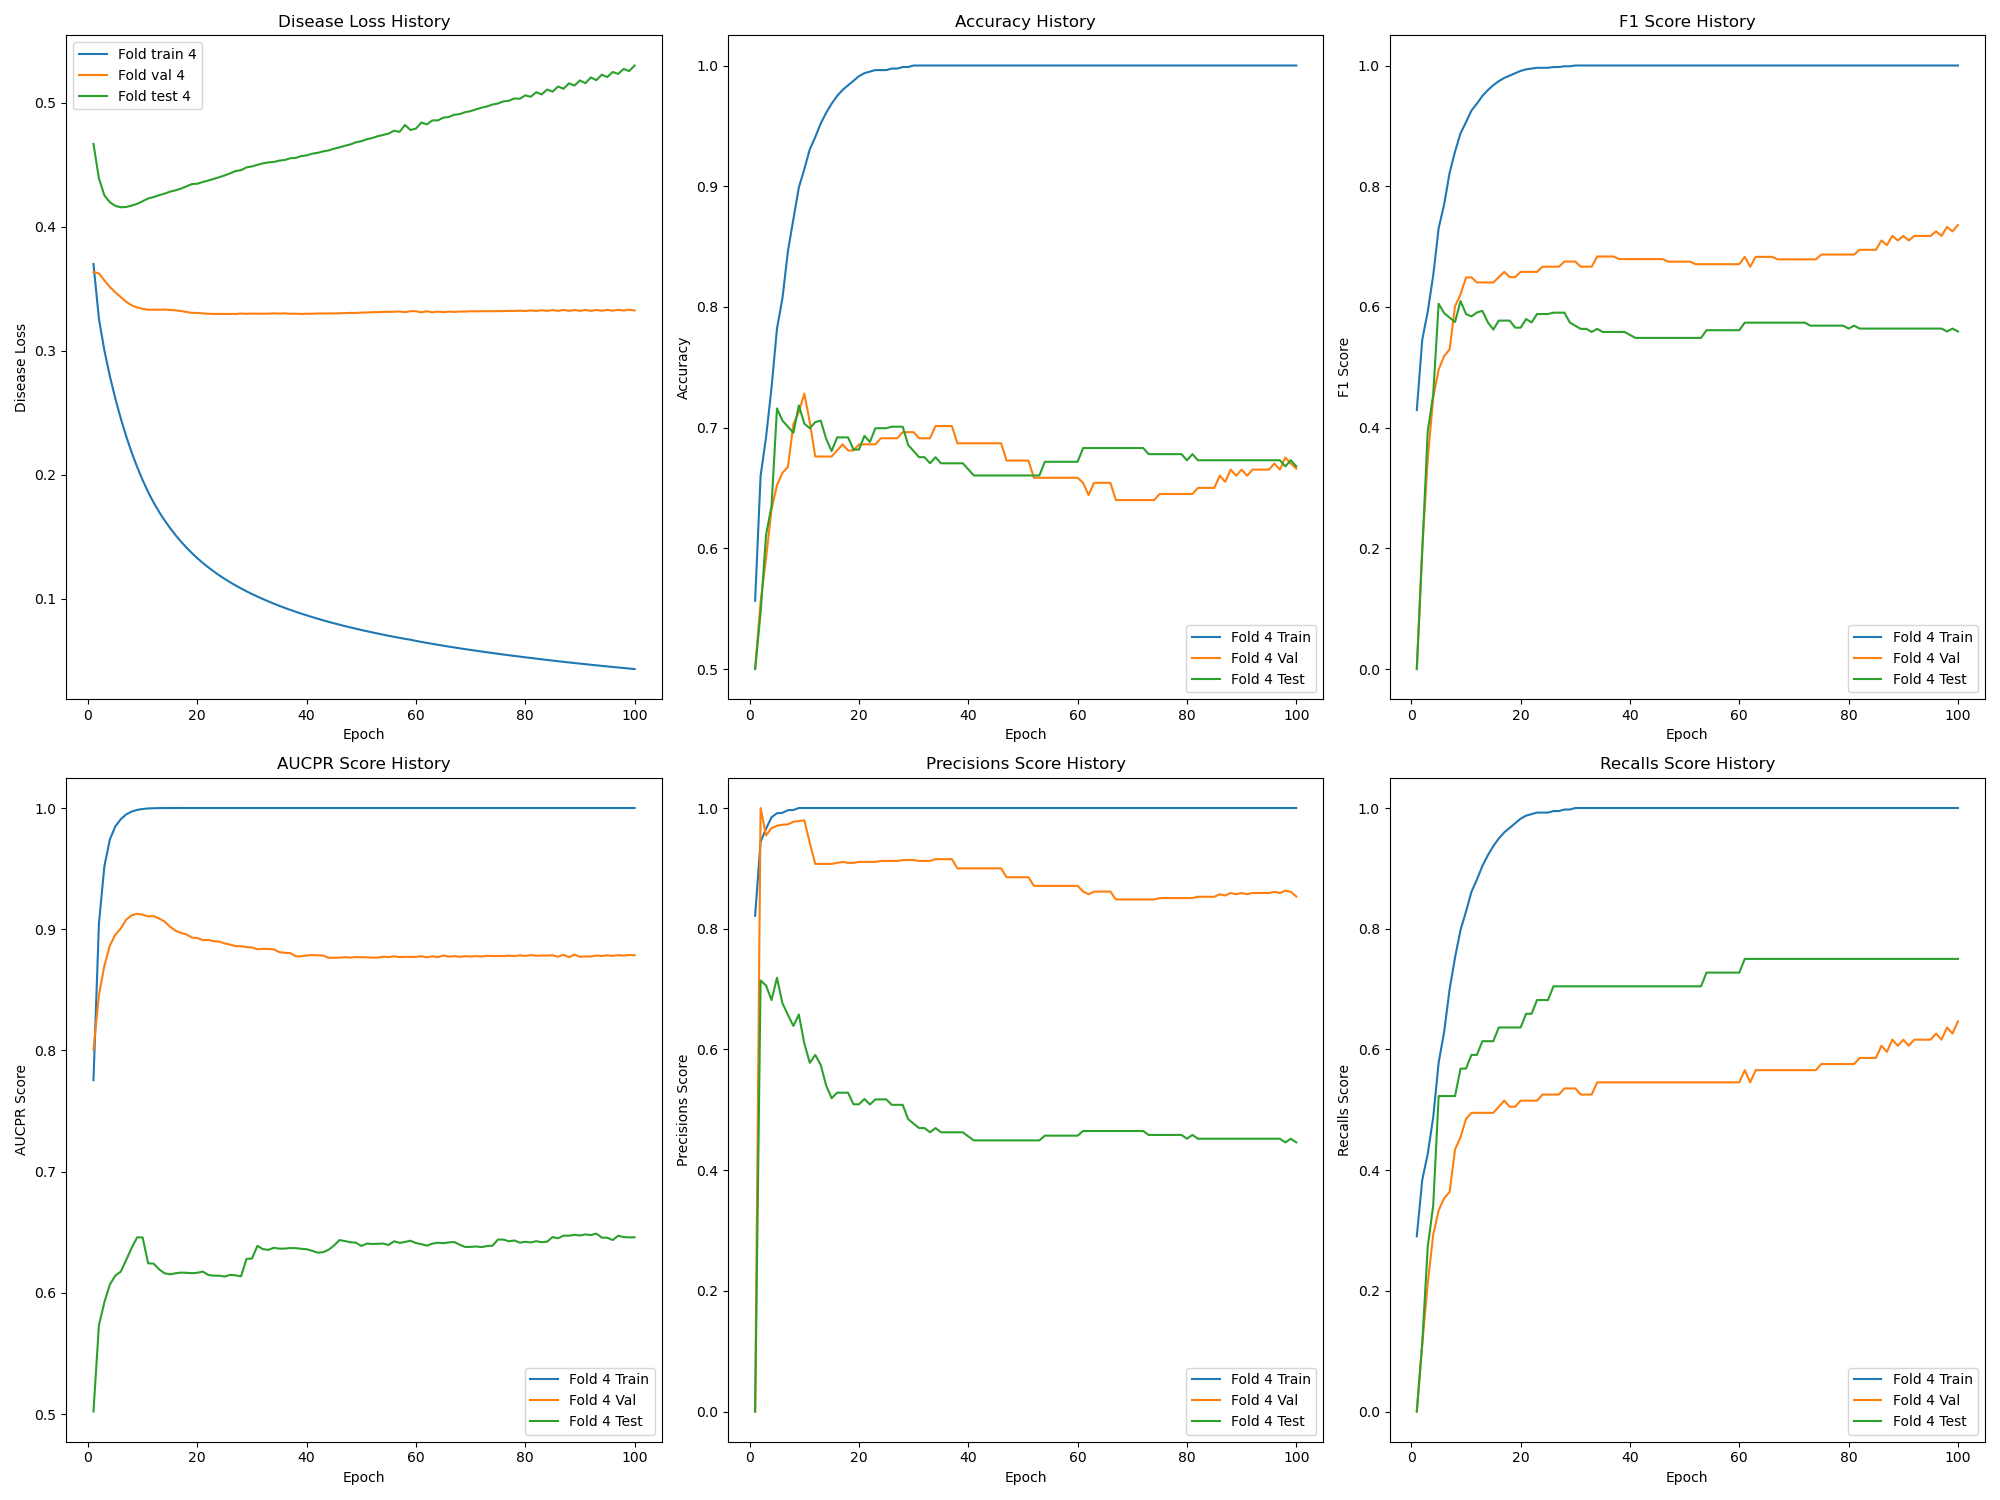 Disease Loss History
Fold train 4
Fold val 4
Fold test 4
Disease Loss
0.5
0.4
0.3
0.2
0.1
0 20 40 60 80 100
Epoch
Accuracy History
Accuracy
1.0
0.9
0.8
0.7
0.6
0.5
Fold 4 Train
Fold 4 Val
Fold 4 Test
0 20 40 60 80 100
Epoch
F1 Score History
F1 Score
1.0
0.8
0.6
0.4
0.2
0.0
Fold 4 Train
Fold 4 Val
Fold 4 Test
0 20 40 60 80 100
Epoch
AUCPR Score History
AUCPR Score
1.0
0.9
0.8
0.7
0.6
0.5
Fold 4 Train
Fold 4 Val
Fold 4 Test
0 20 40 60 80 100
Epoch
Precisions Score History
Precisions Score
1.0
0.8
0.6
0.4
0.2
0.0
Fold 4 Train
Fold 4 Val
Fold 4 Test
0 20 40 60 80 100
Epoch
Recalls Score History
Recalls Score
1.0
0.8
0.6
0.4
0.2
0.0
Fold 4 Train
Fold 4 Val
Fold 4 Test
0 20 40 60 80 100
Epoch